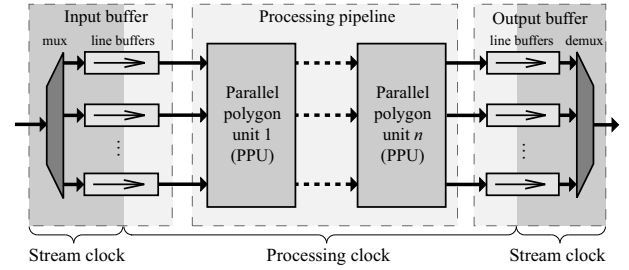 Input buffer
Processing pipeline
Output buffer
mux
line buffers
line buffers
demux
Parallel
polygon
unit 1
(PPU)
Parallel
polygon
unit n
(PPU)
Stream clock
Processing clock
Stream clock